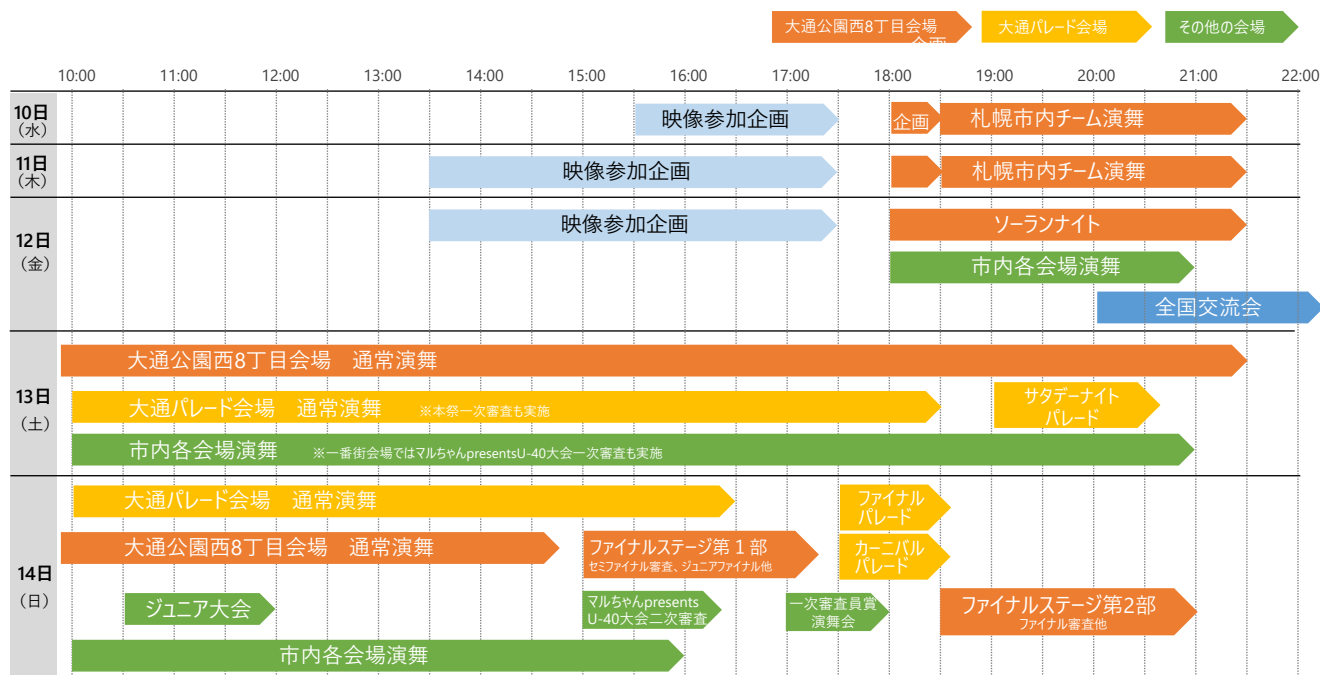 大通公園西8丁目会場
企画
大通パレード会場
その他の会場
10:00 11:00 12:00 13:00 14:00 15:00 16:00 17:00 18:00 19:00 20:00 21:00 22:00
10日
(水)
映像参加企画
企画
札幌市内チーム演舞
11日
(木)
映像参加企画
札幌市内チーム演舞
12日
(金)
映像参加企画
ソーランナイト
市内各会場演舞
全国交流会
13日
(土)
大通公園西8丁目会場 通常演舞
大通パレード会場 通常演舞 ※本祭一次審査も実施
サタデーナイト
パレード
市内各会場演舞 ※一番街会場ではマルちゃんpresentsU-40大会一次審査も実施
14日
(日)
大通パレード会場 通常演舞
ファイナル
パレード
大通公園西8丁目会場 通常演舞
ファイナルステージ第1部
セミファイナル審査、ジュニアファイナル他
カーニバル
パレード
ジュニア大会
マルちゃんpresents
U-40大会二次審査
一次審査員賞
演舞会
ファイナルステージ第2部
ファイナル審査他
市内各会場演舞